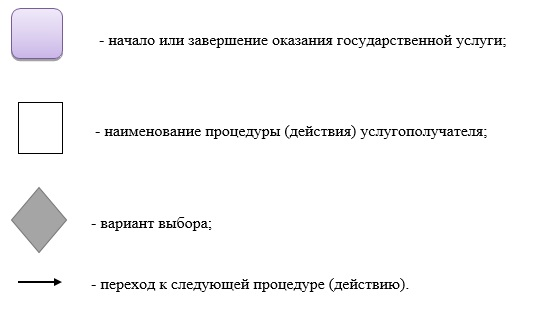 - начало или завершение оказания государственной услуги;
- наименование процедуры (действия) услугополучателя;
- вариант выбора;
- переход к следующей процедуре (действию).